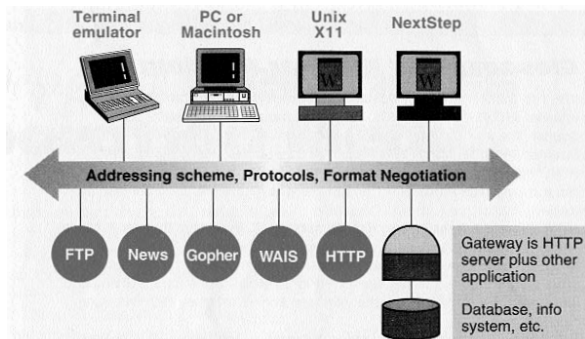 Terminal
emulator
PC or
Macintosh
Unix
X11
NextStep
W
W
Addressing scheme, Protocols, Format Negotiation
FTP
News
Gopher
WAIS
HTTP
Gateway is HTTP
server plus other
application
Database, info
system, etc.